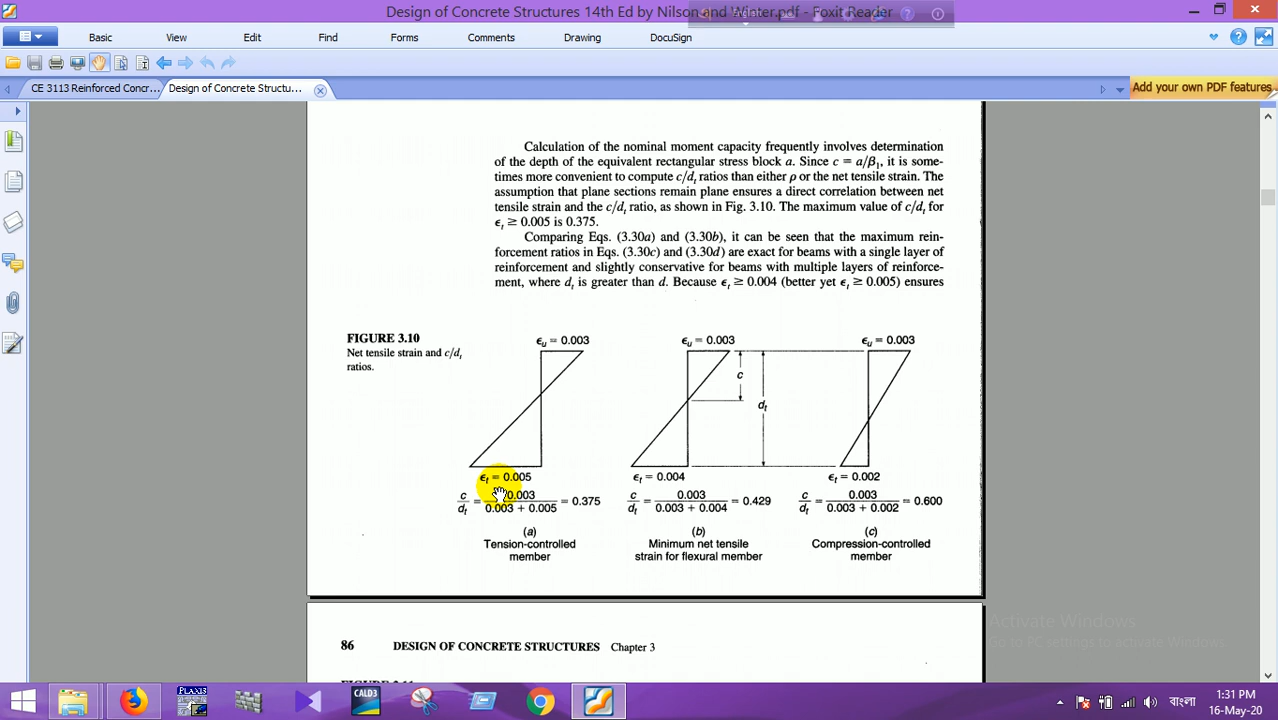 Design of Concrete Structures 14th Ed by Nilson and Winter.pdf - Foxit Reader
Basic View Edit Find Forms Comments Drawing DocuSign
CE 3113 Reinforced Concr... Design of Concrete Structu... Add your own PDF features
Calculation of the nominal moment capacity frequently involves determination
of the depth of the equivalent rectangular stress block a. Since c = a/β₁, it is some-
times more convenient to compute c/dₜ ratios than either ρ or the net tensile strain. The
assumption that plane sections remain plane ensures a direct correlation between net
tensile strain and the c/dₜ ratio, as shown in Fig. 3.10. The maximum value of c/dₜ for
ϵₜ ≥ 0.005 is 0.375.
Comparing Eqs. (3.30a) and (3.30b), it can be seen that the maximum rein-
forcement ratios in Eqs. (3.30c) and (3.30d) are exact for beams with a single layer of
reinforcement and slightly conservative for beams with multiple layers of reinforce-
ment, where dₜ is greater than d. Because ϵₜ ≥ 0.004 (better yet ϵₜ ≥ 0.005) ensures
FIGURE 3.10
Net tensile strain and c/dₜ
ratios.
ϵᵤ = 0.003 ϵᵤ = 0.003 ϵᵤ = 0.003
c
dₜ
ϵₜ = 0.005 ϵₜ = 0.004 ϵₜ = 0.002
c/dₜ = 0.003/(0.003 + 0.005) = 0.375 c/dₜ = 0.003/(0.003 + 0.004) = 0.429 c/dₜ = 0.003/(0.003 + 0.002) = 0.600
(a) (b) (c)
Tension-controlled Minimum net tensile Compression-controlled
member strain for flexural member member
Activate Windows
Go to PC settings to activate Windows.
86 DESIGN OF CONCRETE STRUCTURES Chapter 3
PLAXIS CALD3 বাংলা 1:31 PM
16-May-20